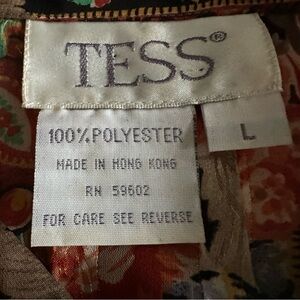 TESS®
L
100% POLYESTER
MADE IN HONG KONG
RN 59602
FOR CARE SEE REVERSE